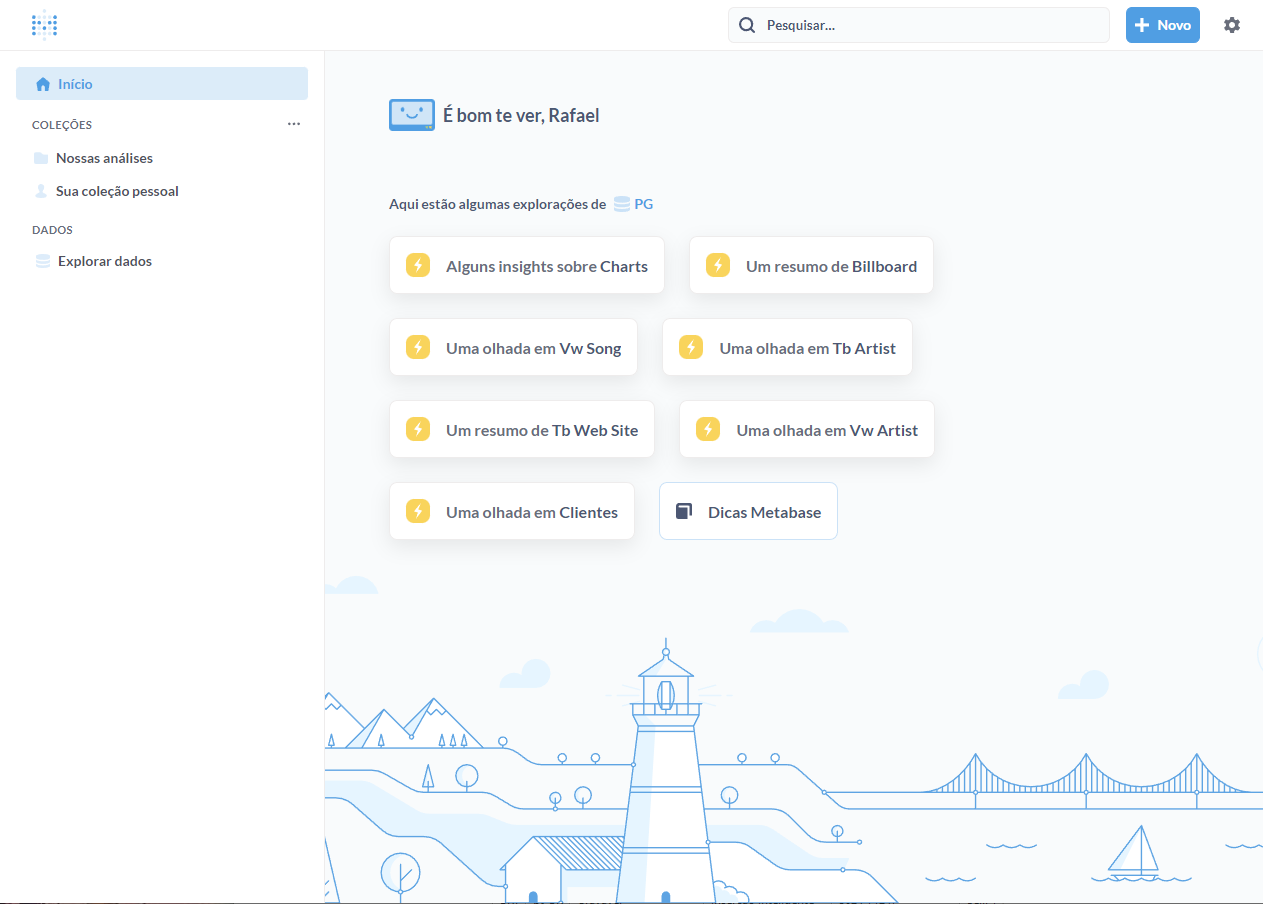 Pesquisar...
Novo
Início
COLEÇÕES
Nossas análises
Sua coleção pessoal
DADOS
Explorar dados
É bom te ver, Rafael
Aqui estão algumas explorações de PG
Alguns insights sobre Charts
Um resumo de Billboard
Uma olhada em Vw Song
Uma olhada em Tb Artist
Um resumo de Tb Web Site
Uma olhada em Vw Artist
Uma olhada em Clientes
Dicas Metabase